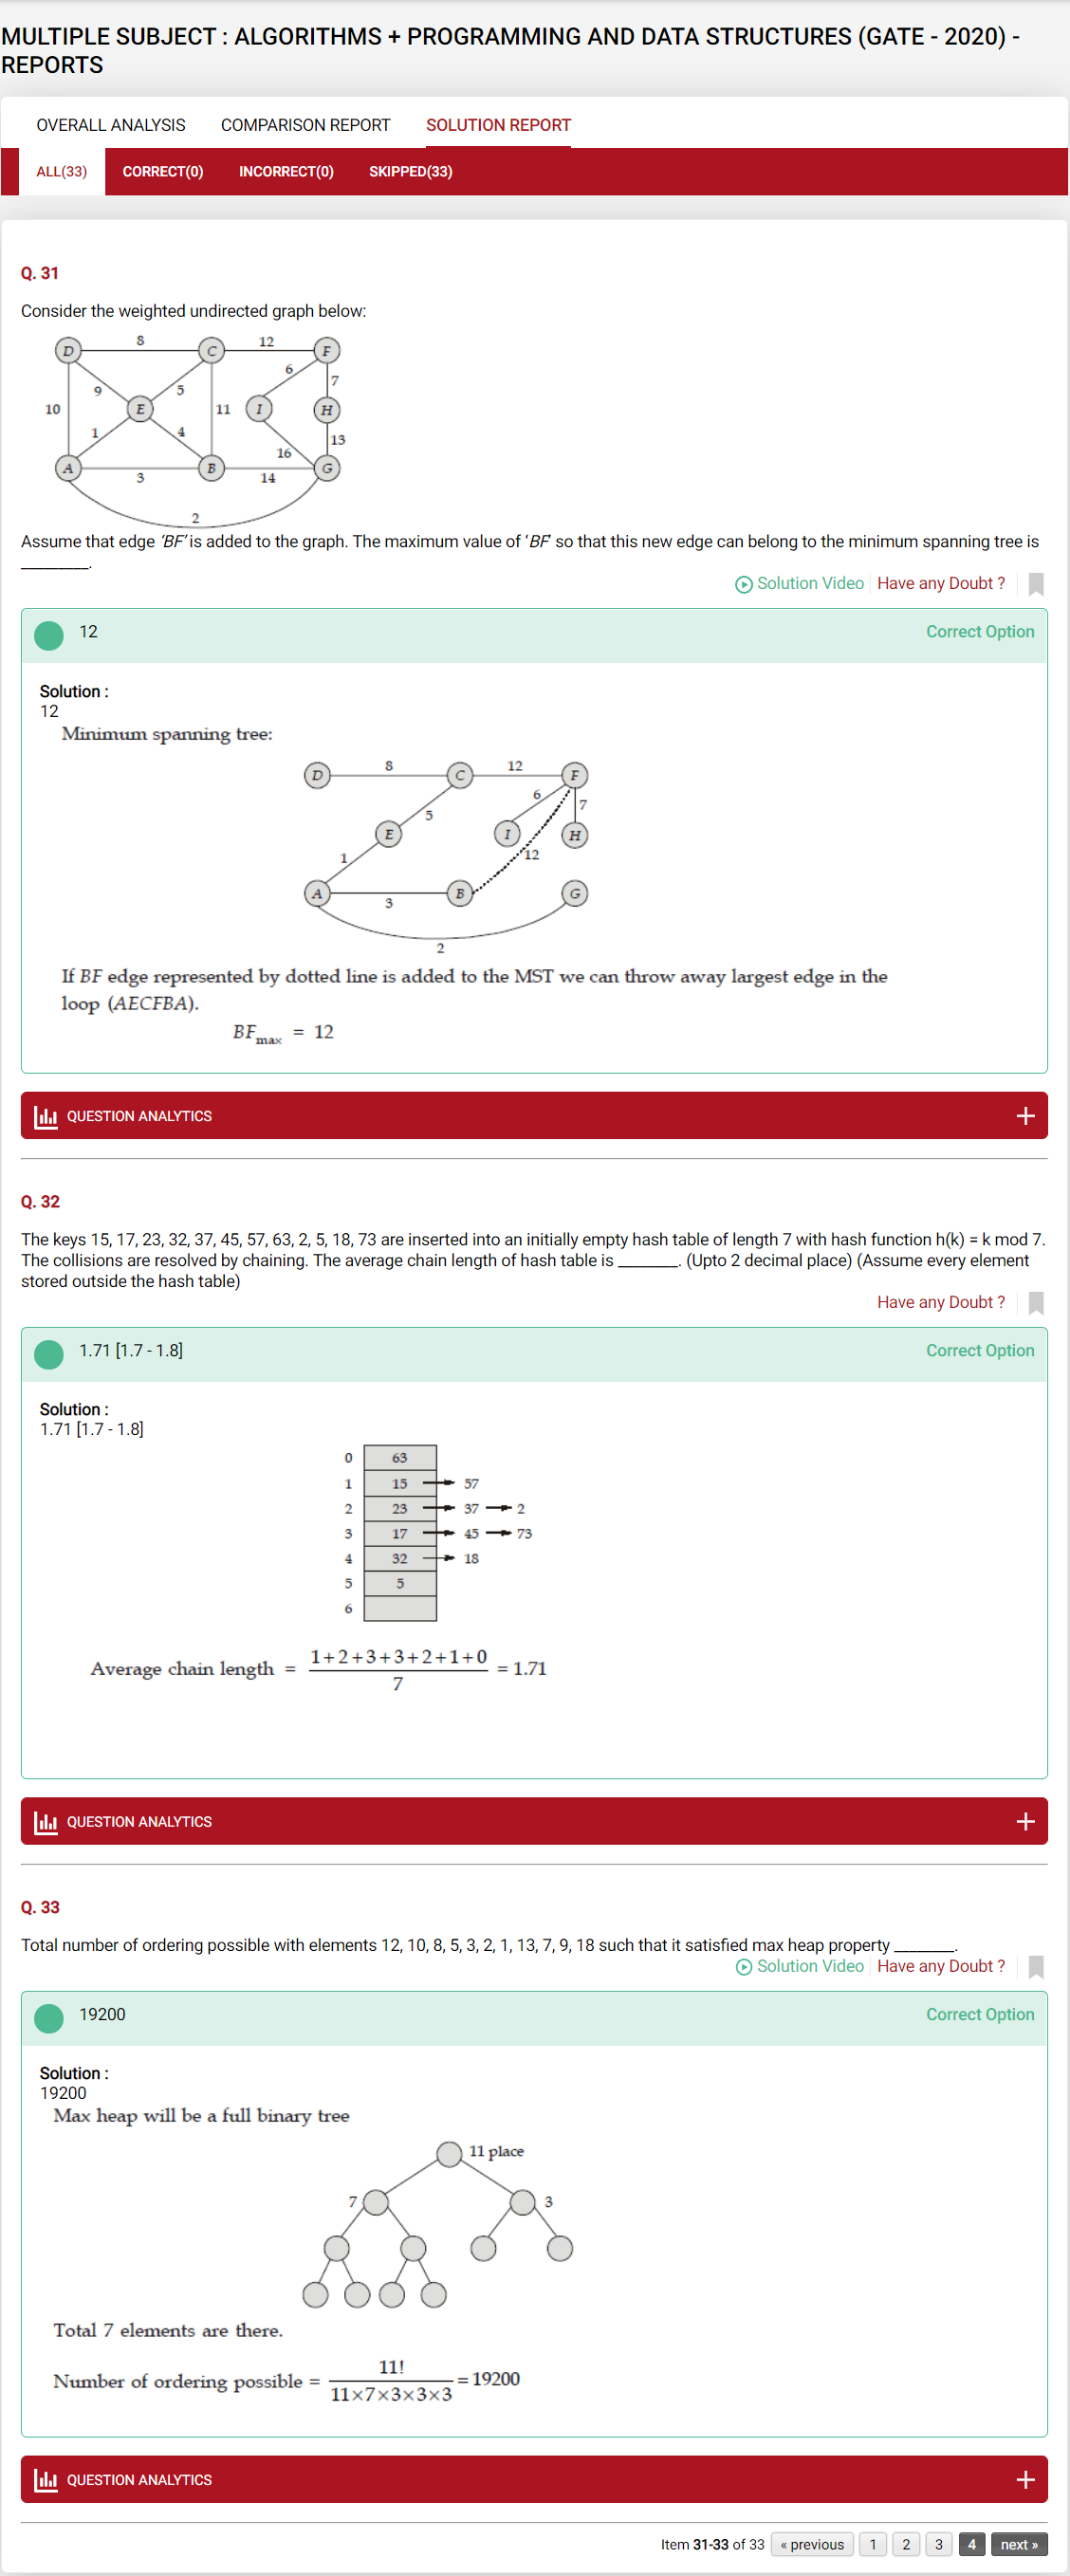 MULTIPLE SUBJECT : ALGORITHMS + PROGRAMMING AND DATA STRUCTURES (GATE - 2020) -
REPORTS
OVERALL ANALYSIS COMPARISON REPORT SOLUTION REPORT
ALL(33) CORRECT(0) INCORRECT(0) SKIPPED(33)
Q. 31
Consider the weighted undirected graph below:
D 8 C 12 F
9 5 6 7
10 E 11 I H
1 4 16 13
A 3 B 14 G
2
Assume that edge 'BF' is added to the graph. The maximum value of 'BF' so that this new edge can belong to the minimum spanning tree is
________.
Solution Video Have any Doubt ?
12 Correct Option
Solution :
12
Minimum spanning tree:
D 8 C 12 F
5 6 7
E I H
1 12
A 3 B G
2
If BF edge represented by dotted line is added to the MST we can throw away largest edge in the
loop (AECFBA).
BFmax = 12
QUESTION ANALYTICS +
Q. 32
The keys 15, 17, 23, 32, 37, 45, 57, 63, 2, 5, 18, 73 are inserted into an initially empty hash table of length 7 with hash function h(k) = k mod 7.
The collisions are resolved by chaining. The average chain length of hash table is _______. (Upto 2 decimal place) (Assume every element
stored outside the hash table)
Have any Doubt ?
1.71 [1.7 - 1.8] Correct Option
Solution :
1.71 [1.7 - 1.8]
0 63
1 15 57
2 23 37 2
3 17 45 73
4 32 18
5 5
6
Average chain length = 1+2+3+3+2+1+0 / 7 = 1.71
QUESTION ANALYTICS +
Q. 33
Total number of ordering possible with elements 12, 10, 8, 5, 3, 2, 1, 13, 7, 9, 18 such that it satisfied max heap property _______.
Solution Video Have any Doubt ?
19200 Correct Option
Solution :
19200
Max heap will be a full binary tree
11 place
7 3
Total 7 elements are there.
Number of ordering possible = 11! / 11×7×3×3×3 = 19200
QUESTION ANALYTICS +
Item 31-33 of 33 « previous 1 2 3 4 next »